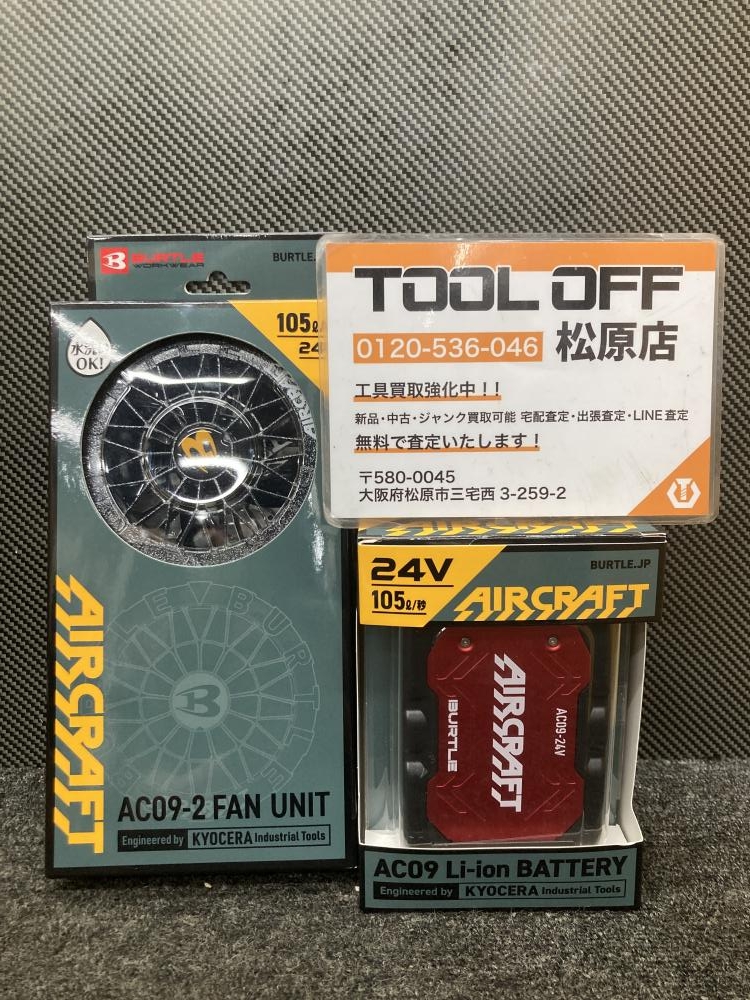 BURTLE
WORKWEAR
BURTLE.
105ℓ/
24
水洗い
OK!
B
AIRCRAFT
BURTLE
B
AC09-2 FAN UNIT
Engineered by KYOCERA Industrial Tools
TOOL OFF
0120-536-046 松原店
工具買取強化中！！
新品・中古・ジャンク買取可能 宅配査定・出張査定・LINE査定
無料で査定いたします！
〒580-0045
大阪府松原市三宅西 3-259-2
24V
105ℓ/秒
BURTLE.JP
AIRCRAFT
BURTLE
AIRCRAFT
AC09-24V
AC09 Li-ion BATTERY
Engineered by KYOCERA Industrial Tools